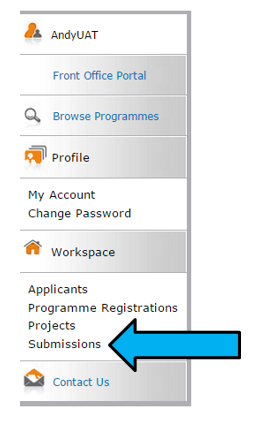 AndyUAT
Front Office Portal
Browse Programmes
Profile
My Account
Change Password
Workspace
Applicants
Programme Registrations
Projects
Submissions
Contact Us